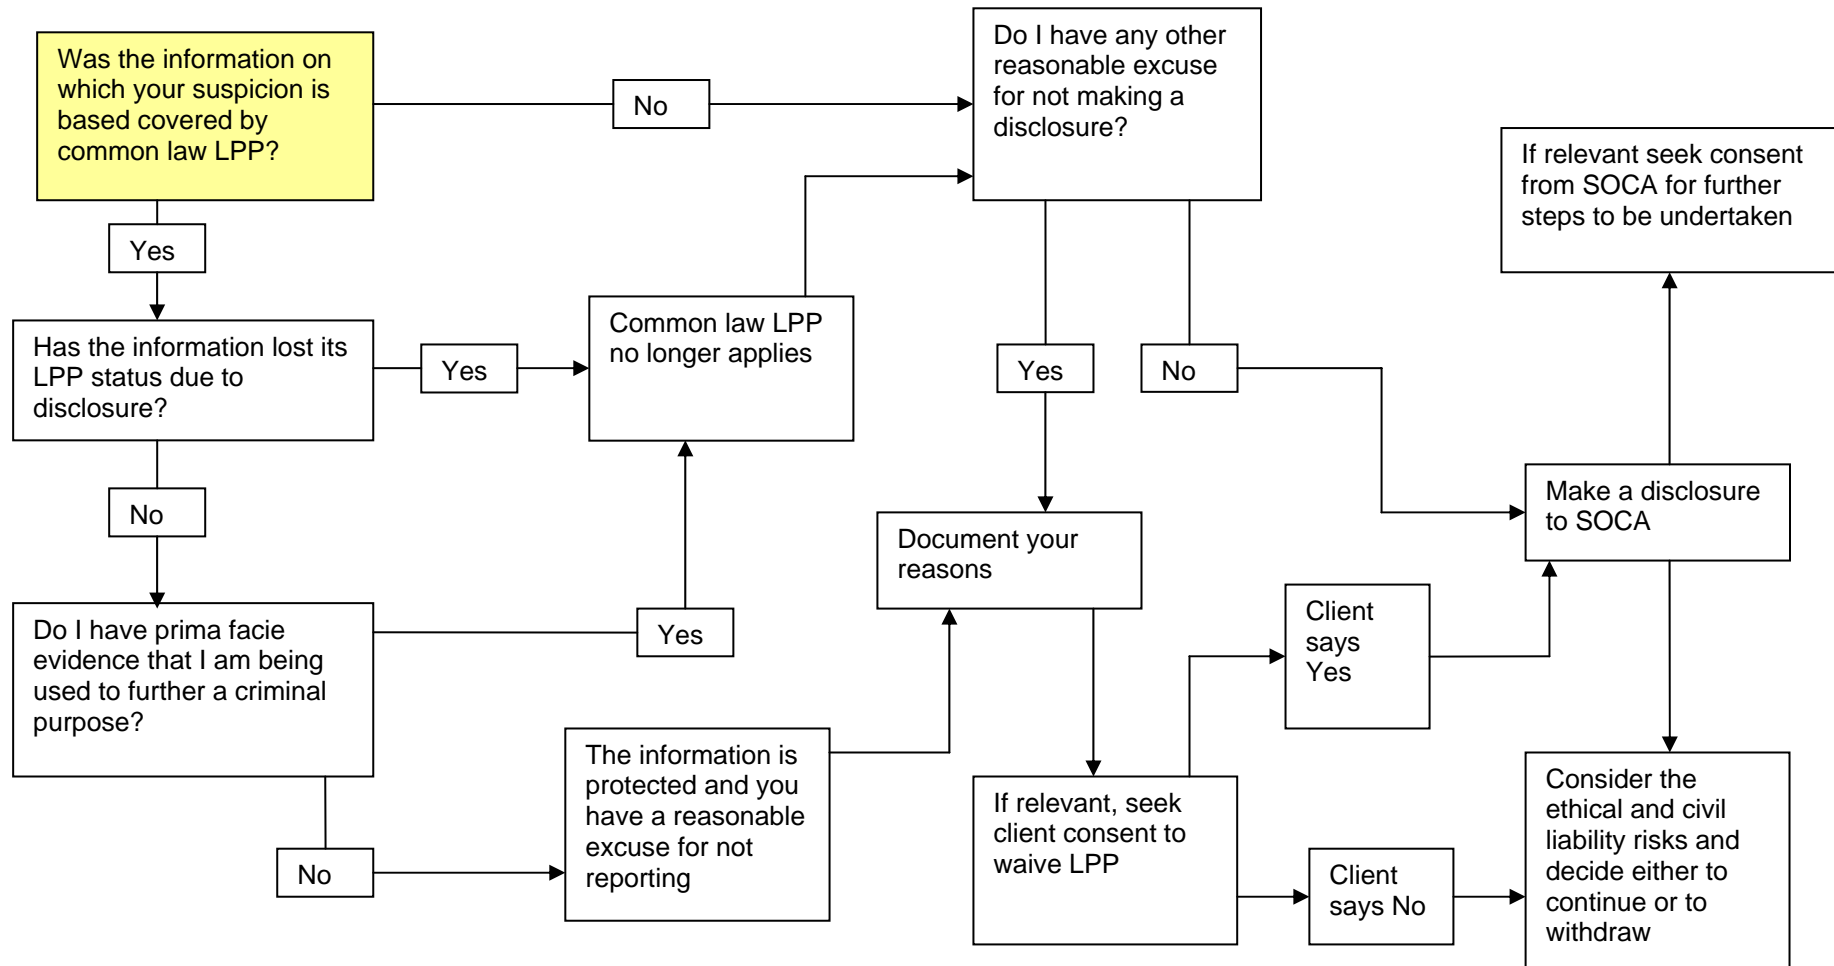 Was the information on
which your suspicion is
based covered by
common law LPP?
No
Do I have any other
reasonable excuse
for not making a
disclosure?
If relevant seek consent
from SOCA for further
steps to be undertaken
Yes
Has the information lost its
LPP status due to
disclosure?
Yes
Common law LPP
no longer applies
Yes
No
No
Document your
reasons
Make a disclosure
to SOCA
Do I have prima facie
evidence that I am being
used to further a criminal
purpose?
Yes
Client
says
Yes
The information is
protected and you
have a reasonable
excuse for not
reporting
If relevant, seek
client consent to
waive LPP
Consider the
ethical and civil
liability risks and
decide either to
continue or to
withdraw
No
Client
says No